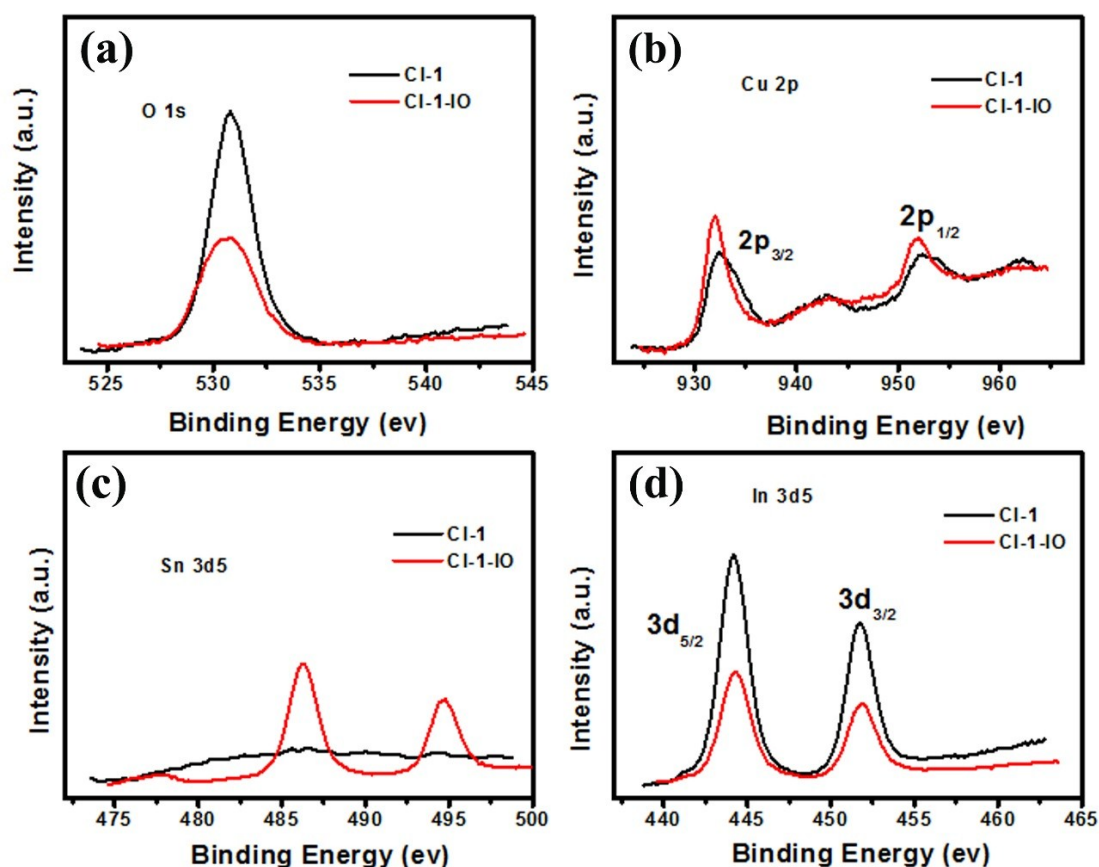 (a)
CI-1
CI-1-IO
O 1s
Intensity (a.u.)
525 530 535 540 545
Binding Energy (ev)
(b)
Cu 2p
CI-1
CI-1-IO
2p3/2
2p1/2
Intensity (a.u.)
930 940 950 960
Binding Energy (ev)
(c)
CI-1
CI-1-IO
Sn 3d5
Intensity (a.u.)
475 480 485 490 495 500
Binding Energy (ev)
(d)
In 3d5
CI-1
CI-1-IO
3d5/2
3d3/2
Intensity (a.u.)
440 445 450 455 460 465
Binding Energy (ev)